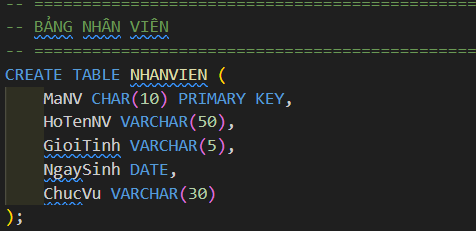 -- ==================================================
-- BẢNG NHÂN VIÊN
-- ==================================================
CREATE TABLE NHANVIEN (
MaNV CHAR(10) PRIMARY KEY,
HoTenNV VARCHAR(50),
GioiTinh VARCHAR(5),
NgaySinh DATE,
ChucVu VARCHAR(30)
);